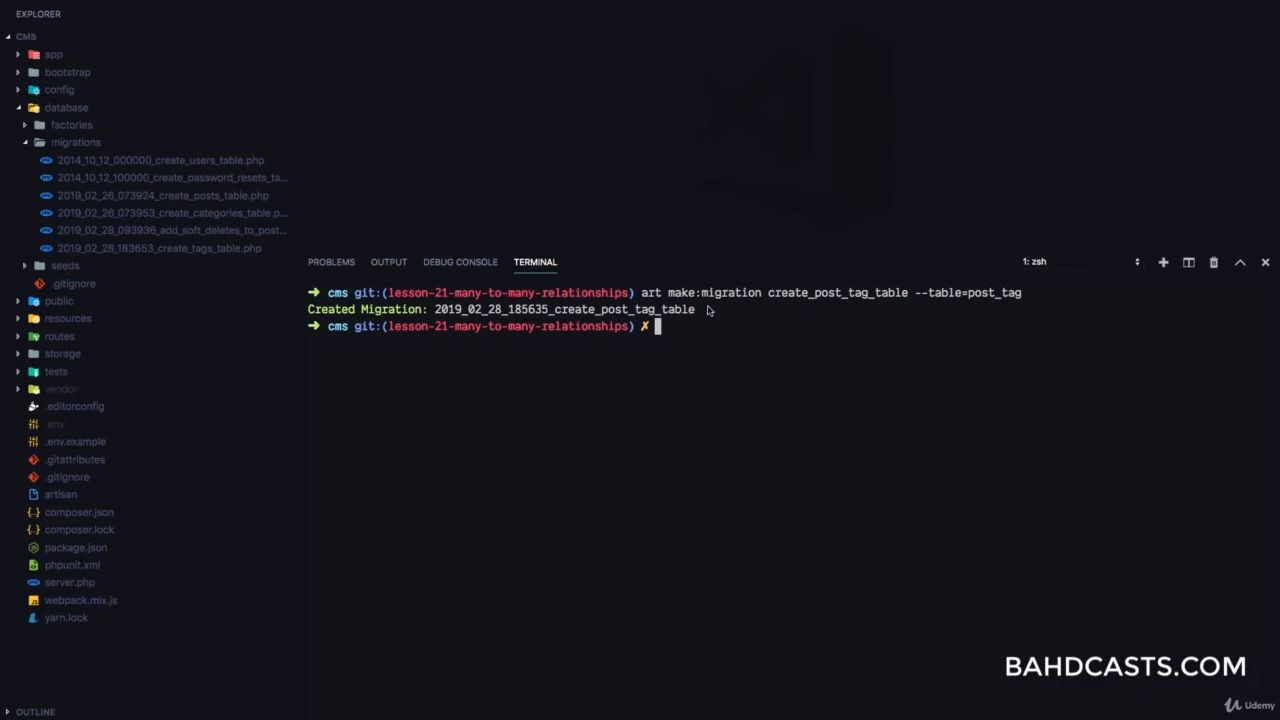 EXPLORER
CMS
app
bootstrap
config
database
factories
migrations
2014_10_12_000000_create_users_table.php
2014_10_12_100000_create_password_resets_ta...
2019_02_26_073924_create_posts_table.php
2019_02_26_073953_create_categories_table.p...
2019_02_28_093936_add_soft_deletes_to_post...
2019_02_28_183653_create_tags_table.php
seeds
.gitignore
public
resources
routes
storage
tests
vendor
.editorconfig
.env
.env.example
.gitattributes
.gitignore
artisan
composer.json
composer.lock
package.json
phpunit.xml
server.php
webpack.mix.js
yarn.lock
OUTLINE
PROBLEMS OUTPUT DEBUG CONSOLE TERMINAL 1: zsh
➜ cms git:(lesson-21-many-to-many-relationships) art make:migration create_post_tag_table --table=post_tag
Created Migration: 2019_02_28_185635_create_post_tag_table
➜ cms git:(lesson-21-many-to-many-relationships) ✗
BAHDCASTS.COM
Udemy